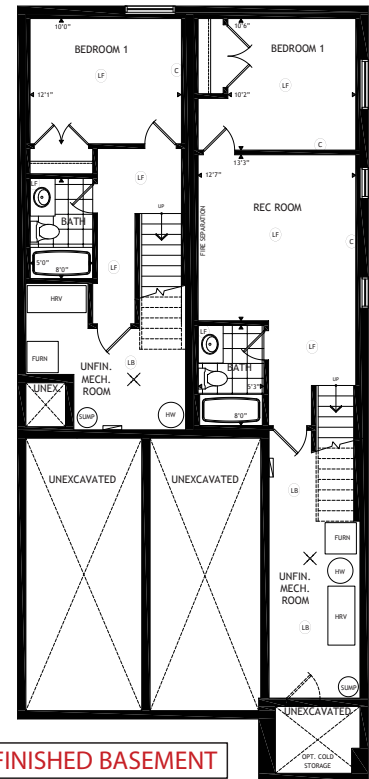 10'0"
BEDROOM 1
LF
C
12'1"
LF
LF
BATH
UP
5'0"
8'0"
LF
HRV
FURN
LB
UNFIN.
MECH.
ROOM
UNEX.
SUMP
HW
UNEXCAVATED
UNEXCAVATED
10'6"
BEDROOM 1
LF
10'2"
C
13'3"
12'7"
REC ROOM
FIRE SEPARATION
LF
C
LF
LF
BATH
5'3"
8'0"
UP
LB
FURN
UNFIN.
MECH.
ROOM
HW
HRV
LB
SUMP
UNEXCAVATED
OPT. COLD
STORAGE
FINISHED BASEMENT